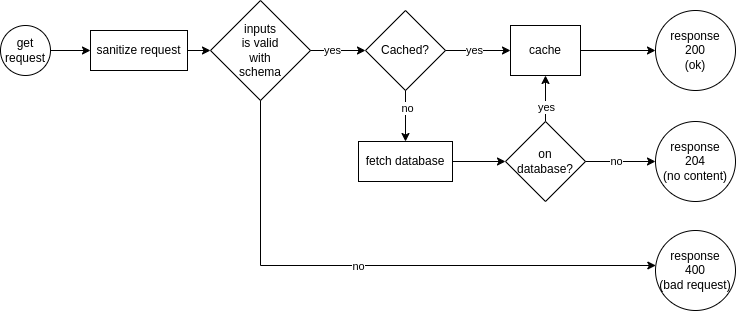 get
request
sanitize request
inputs
is valid
with
schema
yes
Cached?
yes
cache
response
200
(ok)
no
yes
fetch database
on
database?
no
response
204
(no content)
no
response
400
(bad request)